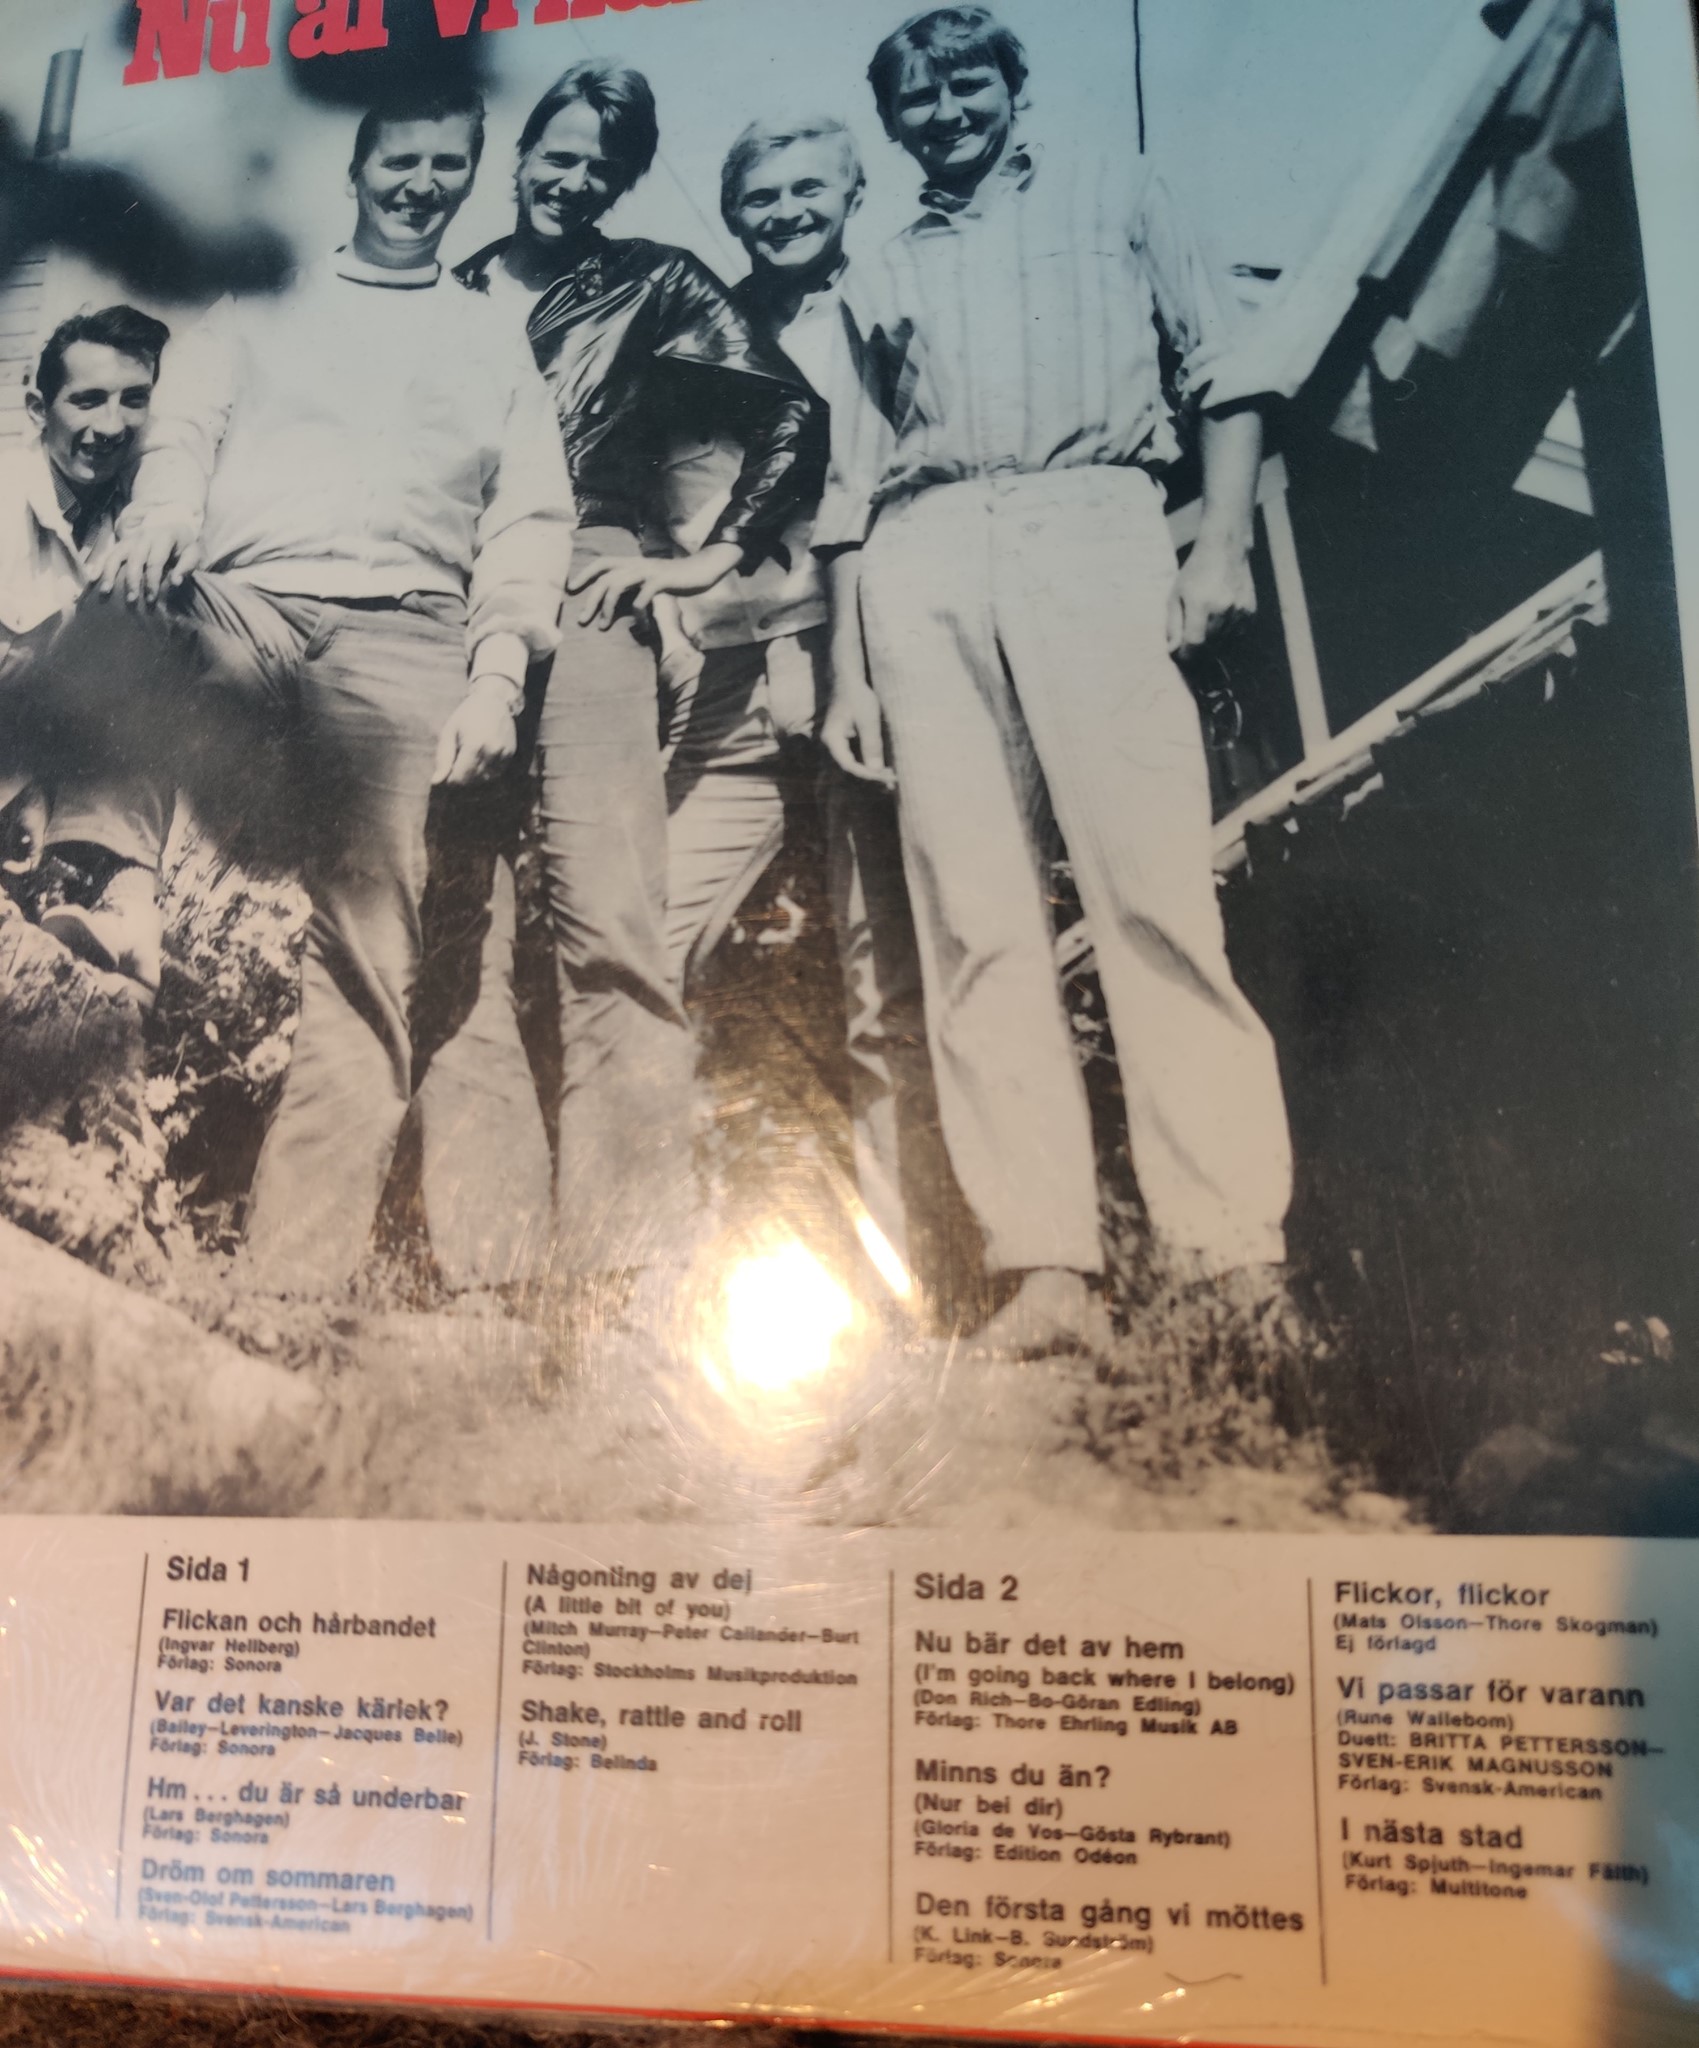 Nu är vi
Sida 1
Flickan och hårbandet
(Ingvar Hellberg)
Förlag: Sonora
Var det kanske kärlek?
(Bailey—Leverington—Jacques Belle)
Förlag: Sonora
Hm... du är så underbar
(Lars Berghagen)
Förlag: Sonora
Dröm om sommaren
(Sven-Olof Pettersson—Lars Berghagen)
Förlag: Svensk-American
Någonting av dej
(A little bit of you)
(Mitch Murray—Peter Callander—Burt
Clinton)
Förlag: Stockholms Musikproduktion
Shake, rattle and roll
(J. Stone)
Förlag: Belinda
Sida 2
Nu bär det av hem
(I'm going back where I belong)
(Don Rich—Bo-Göran Edling)
Förlag: Thore Ehrling Musik AB
Minns du än?
(Nur bei dir)
(Gloria de Vos—Gösta Rybrant)
Förlag: Edition Odéon
Den första gång vi möttes
(K. Link—B. Sundström)
Förlag: Sonora
Flickor, flickor
(Mats Olsson—Thore Skogman)
Ej förlagd
Vi passar för varann
(Rune Wallebom)
Duett: BRITTA PETTERSSON—
SVEN-ERIK MAGNUSSON
Förlag: Svensk-American
I nästa stad
(Kurt Spjuth—Ingemar Fälth)
Förlag: Multitone